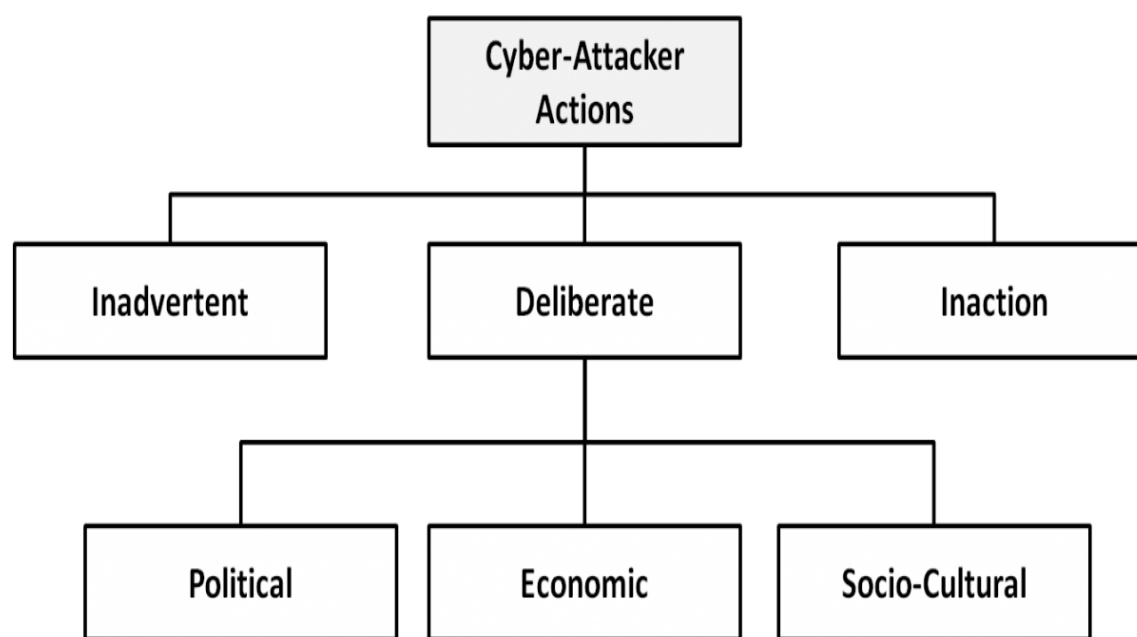 Cyber-Attacker
Actions
Inadvertent
Deliberate
Inaction
Political
Economic
Socio-Cultural